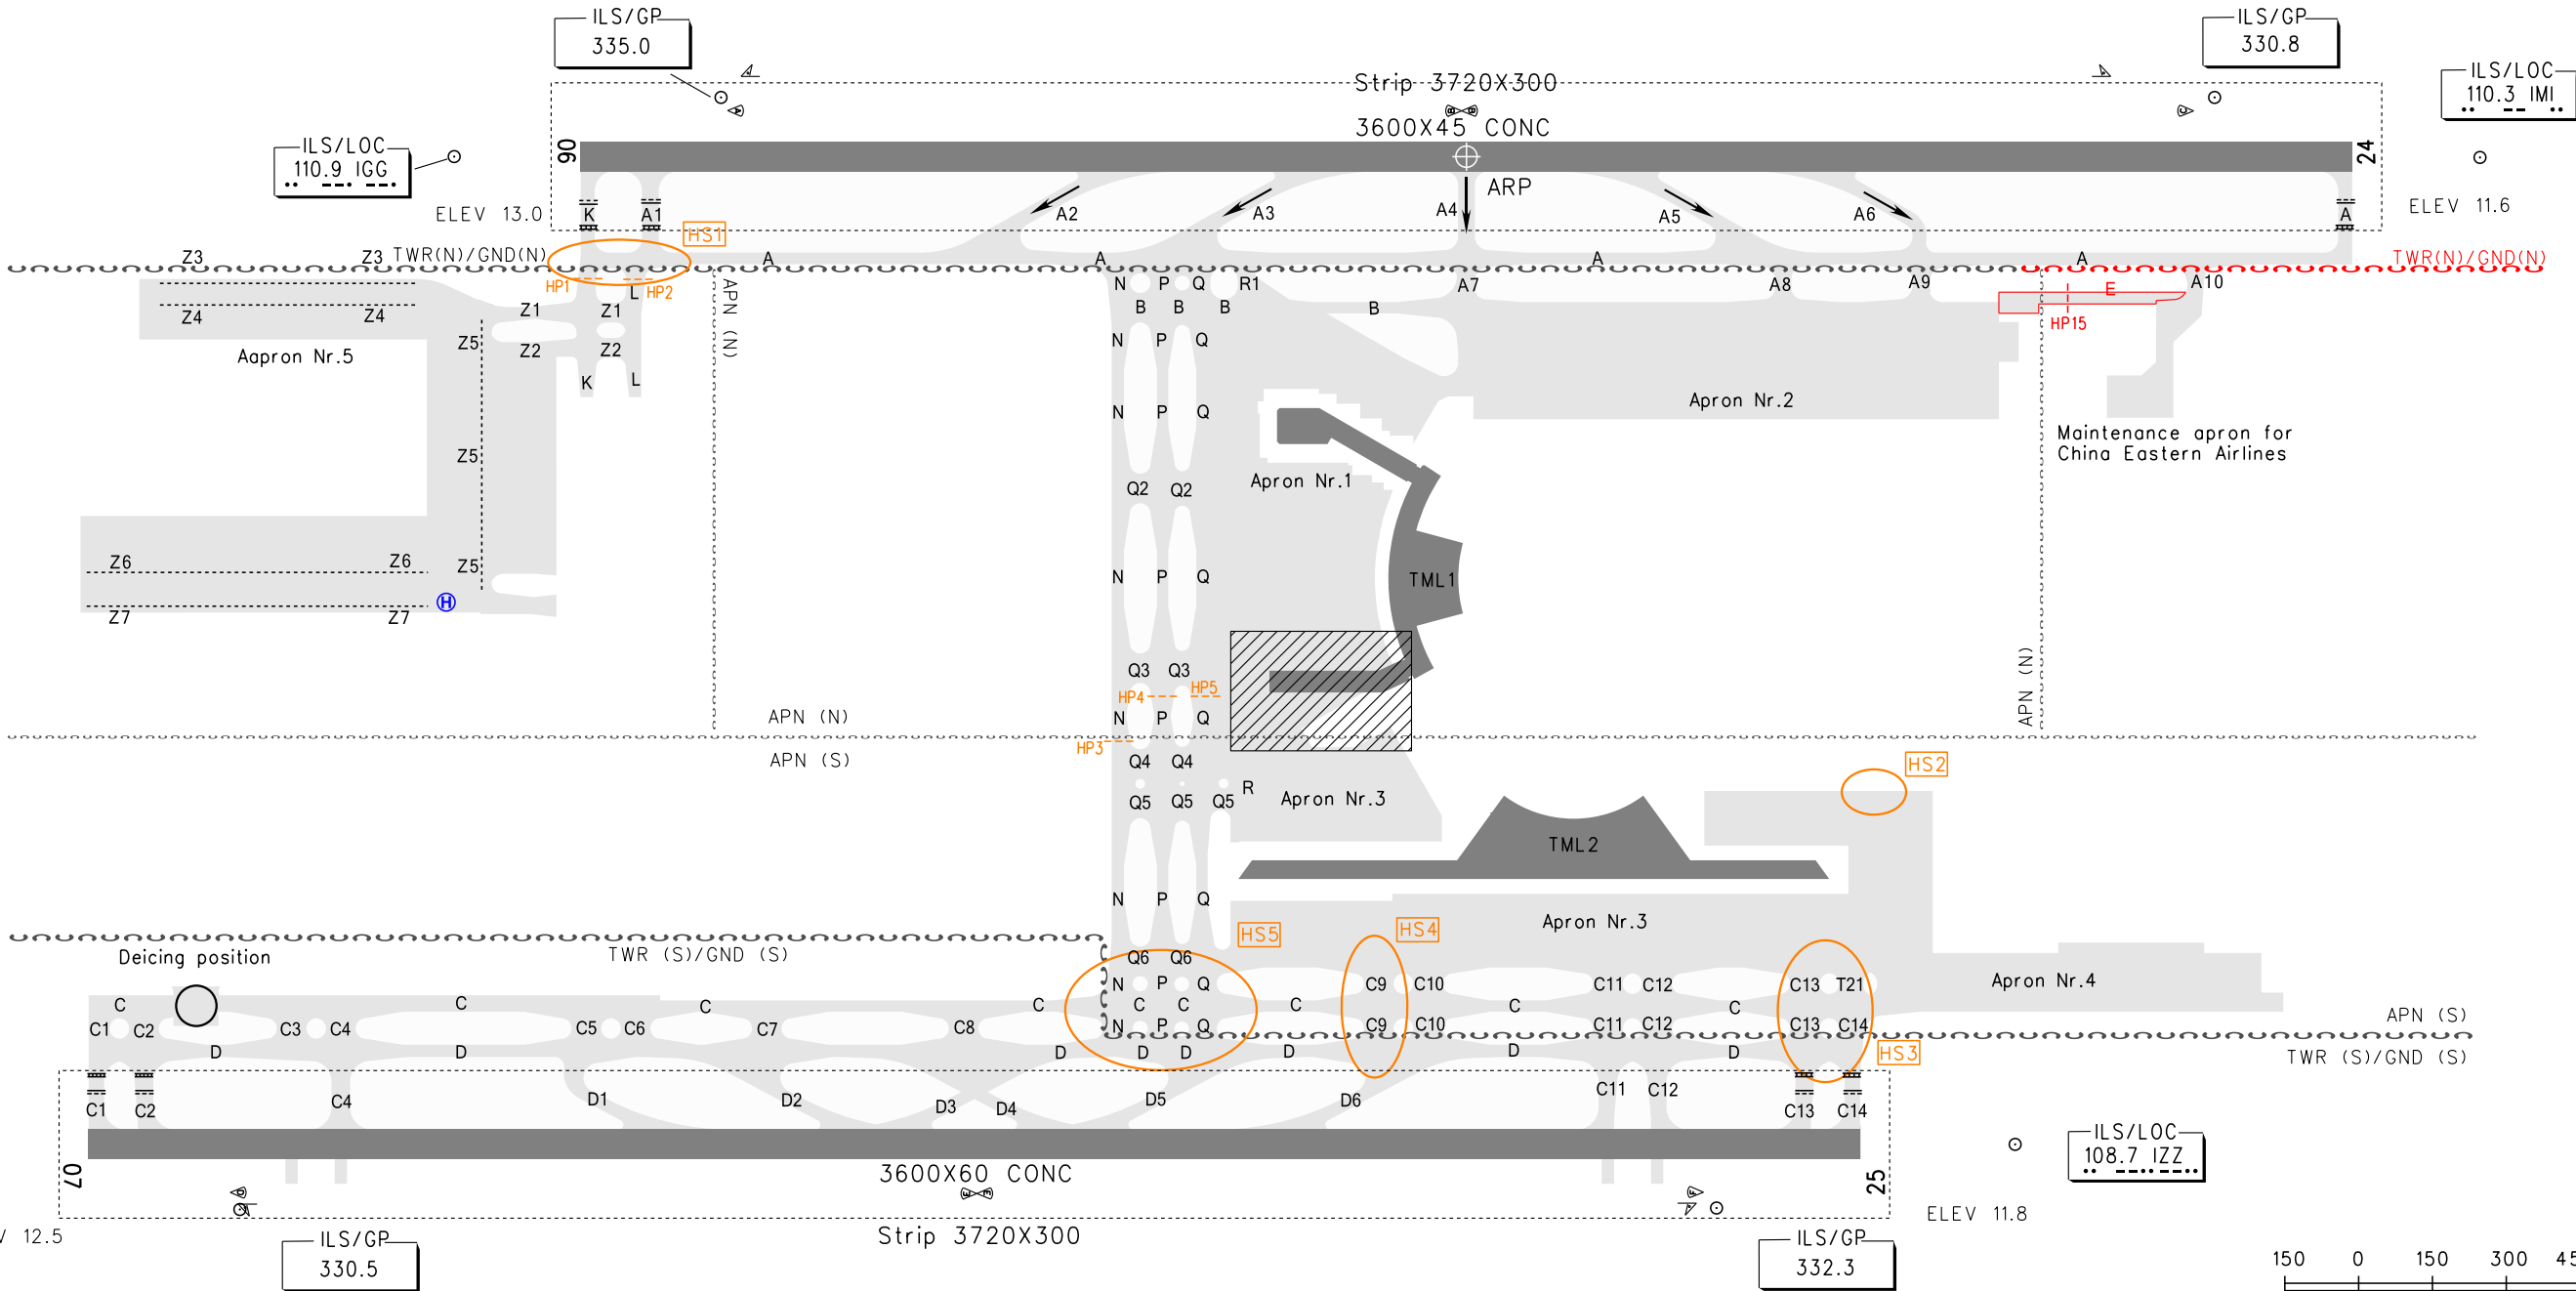 ILS/GP
335.0
ILS/GP
330.8
ILS/LOC
110.3 IMI
Strip 3720X300
3600X45 CONC
06
24
ILS/LOC
110.9 IGG
ARP
ELEV 13.0
K A1
A2 A3 A4 A5 A6
A
ELEV 11.6
HS1
Z3 Z3 TWR(N)/GND(N)
A A A A
TWR(N)/GND(N)
HP1 L HP2
N P Q R1 A7 A8 A9 E A10
Z4 Z4 Z1 Z1
B B B B
HP15
APN (N)
Aapron Nr.5
Z5 Z2 Z2
N P Q
K L
Apron Nr.2
N P Q
Maintenance apron for
China Eastern Airlines
Z5
Apron Nr.1
Q2 Q2
Z6 Z6 Z5
N P Q
TML1
H
Z7 Z7
Q3 Q3
HP4 HP5
APN (N)
N P Q
APN (N)
HP3
APN (S)
Q4 Q4
HS2
R
Q5 Q5 Q5
Apron Nr.3
TML2
N P Q
Apron Nr.3
HS5 HS4
Deicing position
TWR (S)/GND (S)
Q6 Q6
Apron Nr.4
N P Q C9 C10 C11 C12 C13 T21
C C C C C C C C C
APN (S)
C1 C2 C3 C4 C5 C6 C7 C8 N P Q C9 C10 C11 C12 C13 C14
D D D D D D D D
HS3
TWR (S)/GND (S)
C1 C2 C4 D1 D2 D3 D4 D5 D6 C11 C12 C13 C14
ILS/LOC
108.7 IZZ
07
3600X60 CONC
25
ELEV 11.8
Strip 3720X300
12.5
ILS/GP
330.5
ILS/GP
332.3
150 0 150 300